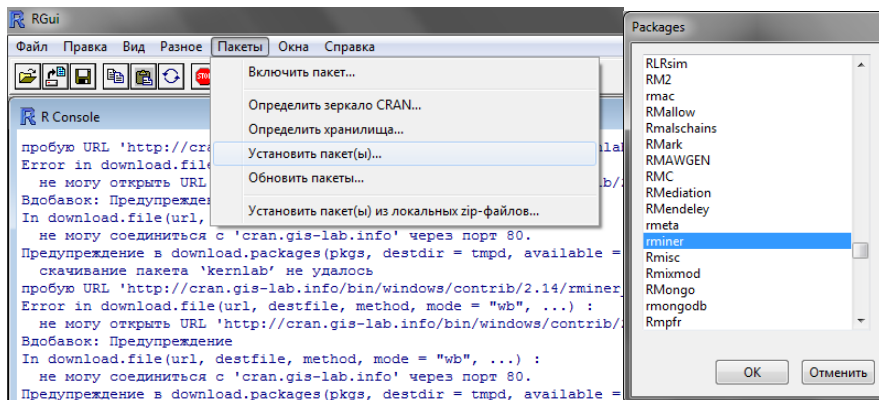 RGui
Файл Правка Вид Разное Пакеты Окна Справка
STOP
Включить пакет...
Определить зеркало CRAN...
Определить хранилища...
Установить пакет(ы)...
Обновить пакеты...
Установить пакет(ы) из локальных zip-файлов...
R Console
пробую URL 'http://cra
Error in download.file
не могу открыть URL
Вдобавок: Предупрежде
In download.file(url,
не могу соединиться с 'cran.gis-lab.info' через порт 80.
Предупреждение в download.packages(pkgs, destdir = tmpd, available =
скачивание пакета ‘kernlab’ не удалось
пробую URL 'http://cran.gis-lab.info/bin/windows/contrib/2.14/rminer_
Error in download.file(url, destfile, method, mode = "wb", ...) :
не могу открыть URL 'http://cran.gis-lab.info/bin/windows/contrib/2
Вдобавок: Предупреждение
In download.file(url, destfile, method, mode = "wb", ...) :
не могу соединиться с 'cran.gis-lab.info' через порт 80.
Предупреждение в download.packages(pkgs, destdir = tmpd, available =
Packages
RLRsim
RM2
rmac
RMallow
Rmalschains
RMark
RMAWGEN
RMC
RMediation
RMendeley
rmeta
rminer
Rmisc
Rmixmod
RMongo
rmongodb
Rmpfr
OK
Отменить